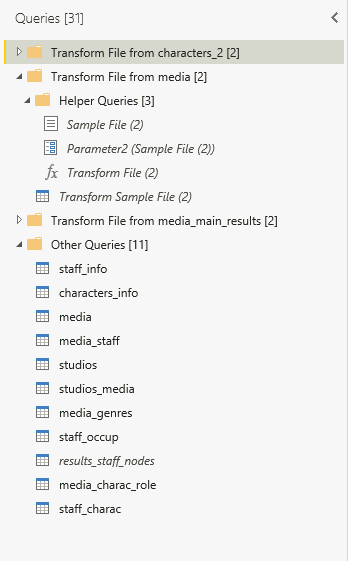 Queries [31]
Transform File from characters_2 [2]
Transform File from media [2]
Helper Queries [3]
Sample File (2)
Parameter2 (Sample File (2))
fx Transform File (2)
Transform Sample File (2)
Transform File from media_main_results [2]
Other Queries [11]
staff_info
characters_info
media
media_staff
studios
studios_media
media_genres
staff_occup
results_staff_nodes
media_charac_role
staff_charac